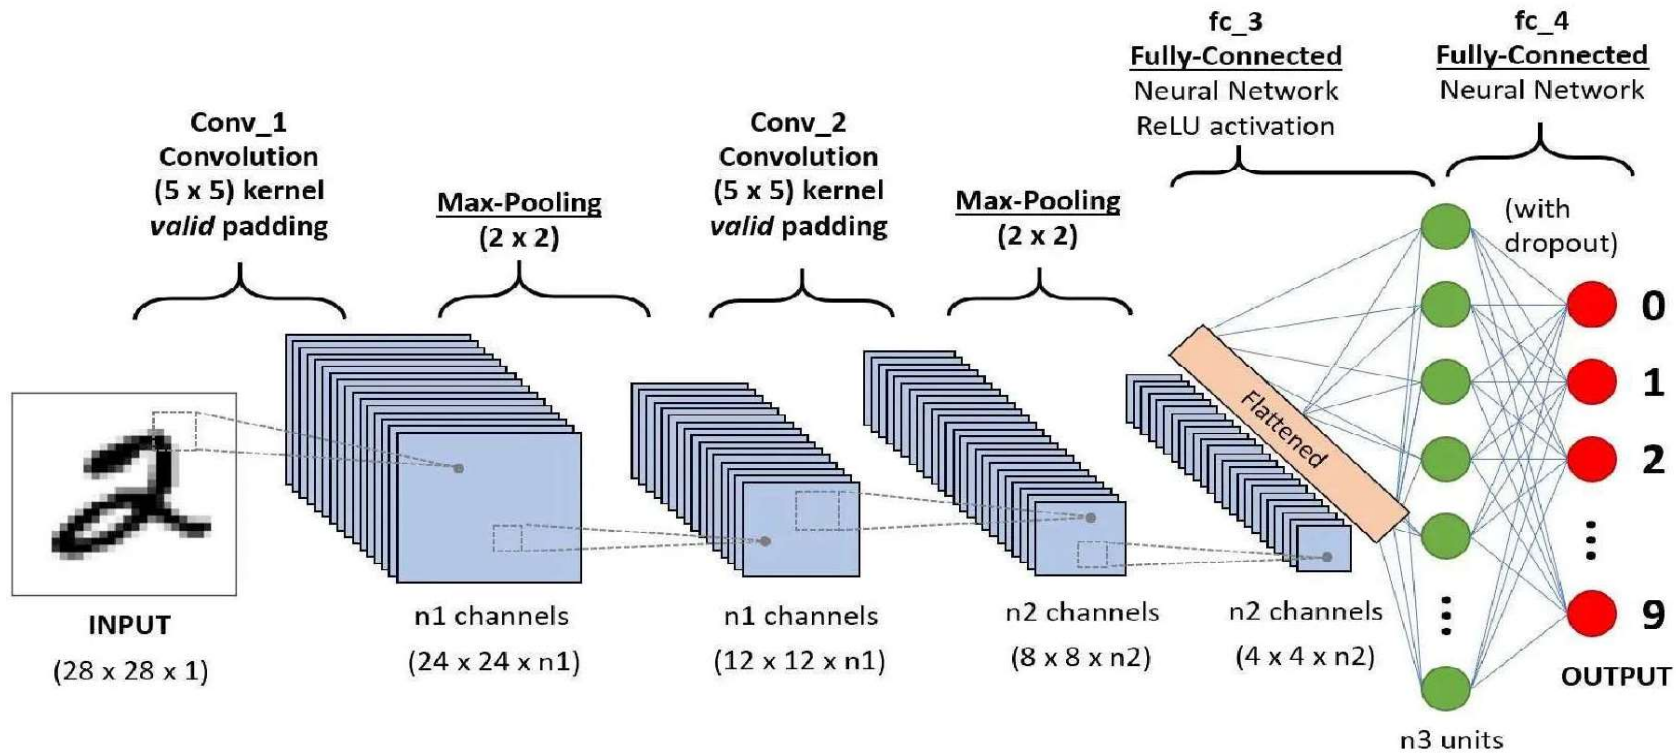 Conv_1
Convolution
(5 x 5) kernel
valid padding
Max-Pooling
(2 x 2)
Conv_2
Convolution
(5 x 5) kernel
valid padding
Max-Pooling
(2 x 2)
fc_3
Fully-Connected
Neural Network
ReLU activation
fc_4
Fully-Connected
Neural Network
(with
dropout)
Flattened
0
1
2
9
OUTPUT
INPUT
(28 x 28 x 1)
n1 channels
(24 x 24 x n1)
n1 channels
(12 x 12 x n1)
n2 channels
(8 x 8 x n2)
n2 channels
(4 x 4 x n2)
n3 units
2